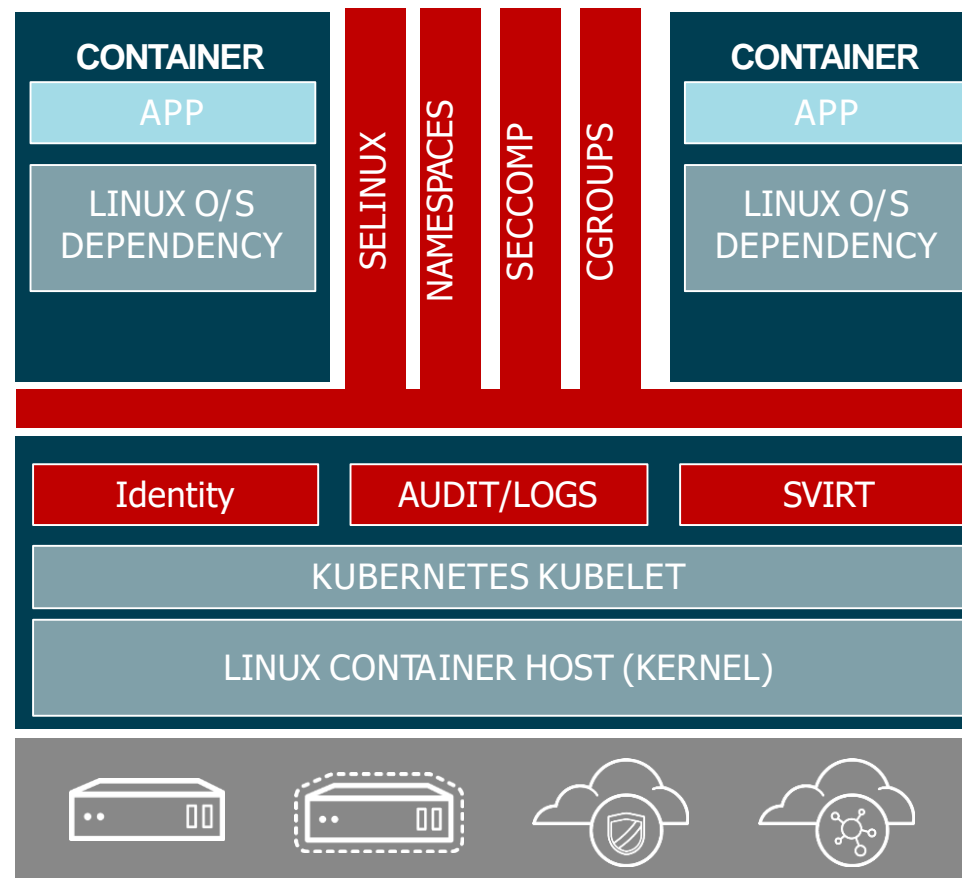 CONTAINER
APP
LINUX O/S
DEPENDENCY
SELINUX
NAMESPACES
SECCOMP
CGROUPS
CONTAINER
APP
LINUX O/S
DEPENDENCY
Identity
AUDIT/LOGS
SVIRT
KUBERNETES KUBELET
LINUX CONTAINER HOST (KERNEL)